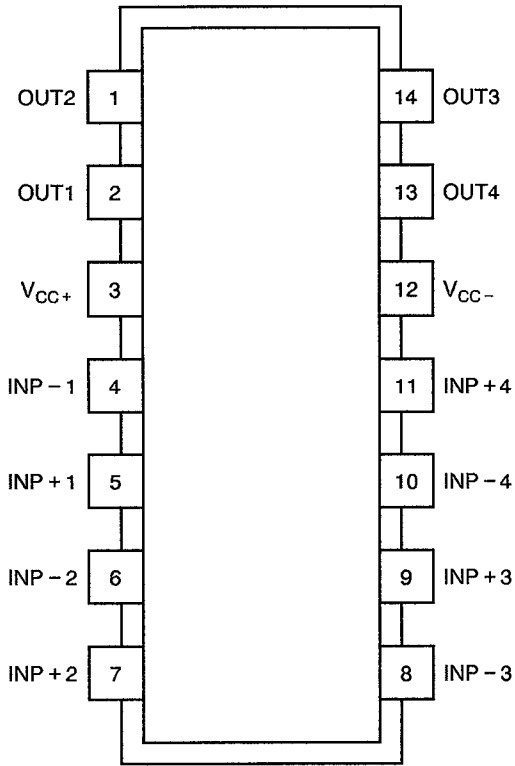 OUT2 1 14 OUT3
OUT1 2 13 OUT4
VCC+ 3 12 VCC−
INP−1 4 11 INP+4
INP+1 5 10 INP−4
INP−2 6 9 INP+3
INP+2 7 8 INP−3